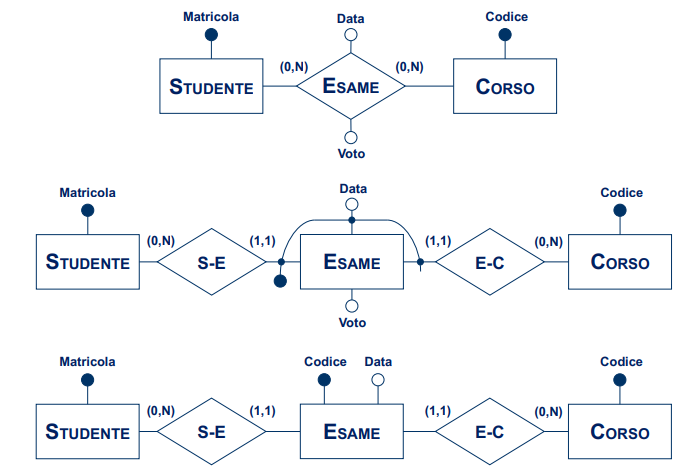 Matricola Data Codice
(0,N) (0,N)
STUDENTE ESAME CORSO
Voto
Matricola Data Codice
(0,N) (1,1) (1,1) (0,N)
STUDENTE S-E ESAME E-C CORSO
Voto
Matricola Codice Data Codice
(0,N) (1,1) (1,1) (0,N)
STUDENTE S-E ESAME E-C CORSO